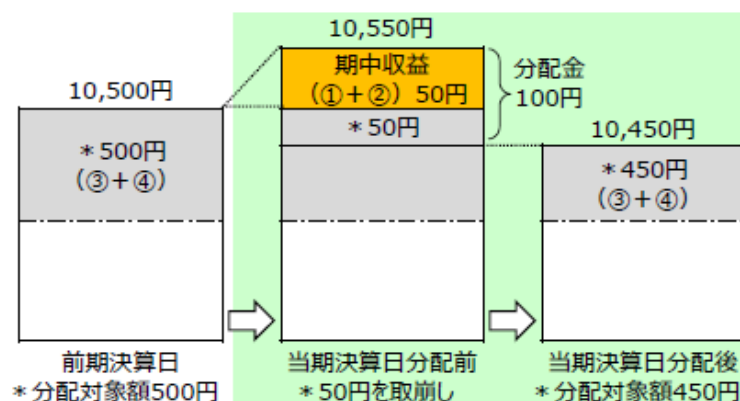 10,500円
*500円
(③+④)
前期決算日
*分配対象額500円
10,550円
期中収益
(①+②) 50円
*50円
分配金
100円
当期決算日分配前
*50円を取崩し
10,450円
*450円
(③+④)
当期決算日分配後
*分配対象額450円